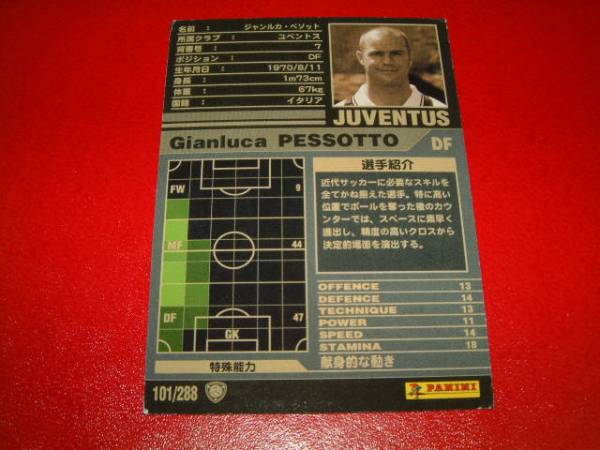 名前 : ジャンルカ・ペソット
所属クラブ : ユベントス
背番号 : 7
ポジション : DF
生年月日 : 1970/8/11
身長 : 1m73cm
体重 : 67kg
国籍 : イタリア
JUVENTUS
Gianluca PESSOTTO DF
FW 9
MF 44
DF 47
GK
選手紹介
近代サッカーに必要なスキルを
全てかね揃えた選手。特に高い
位置でボールを奪った後のカウ
ンターでは、スペースに素早く
進出し、精度の高いクロスから
決定的場面を演出する。
OFFENCE 13
DEFENCE 14
TECHNIQUE 13
POWER 11
SPEED 14
STAMINA 18
特殊能力 献身的な動き
101/288
PANINI